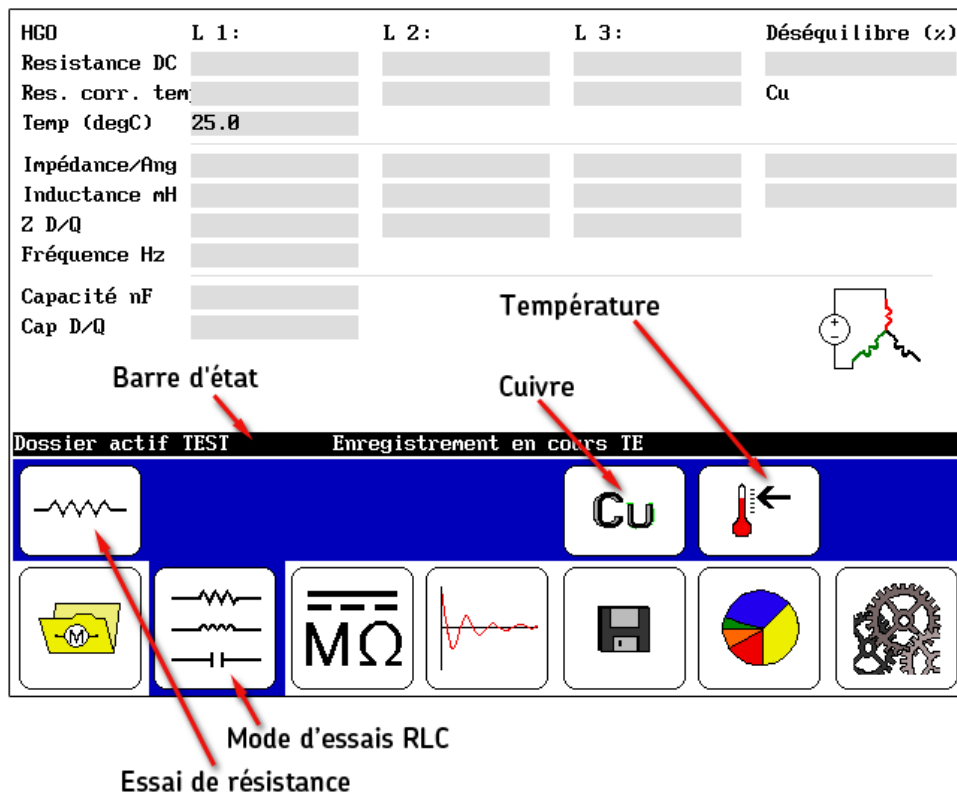 HGO L 1: L 2: L 3: Déséquilibre (%)
Resistance DC
Res. corr. tem Cu
Temp (degC) 25.0
Impédance/Ang
Inductance mH
Z D/Q
Fréquence Hz
Capacité nF
Cap D/Q
Température
Barre d'état
Cuivre
Dossier actif TEST Enregistrement en cours TE
Cu
M
MΩ
Mode d'essais RLC
Essai de résistance